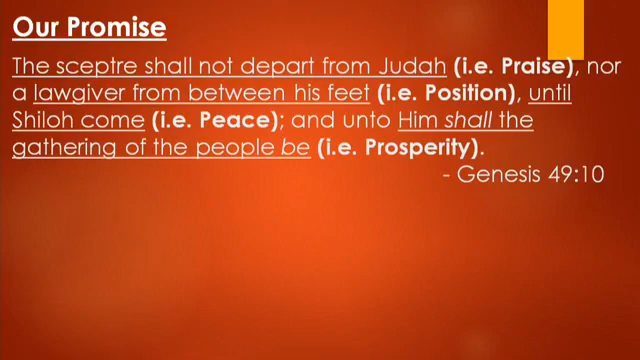 Our Promise
The sceptre shall not depart from Judah (i.e. Praise), nor
a lawgiver from between his feet (i.e. Position), until
Shiloh come (i.e. Peace); and unto Him shall the
gathering of the people be (i.e. Prosperity).
- Genesis 49:10